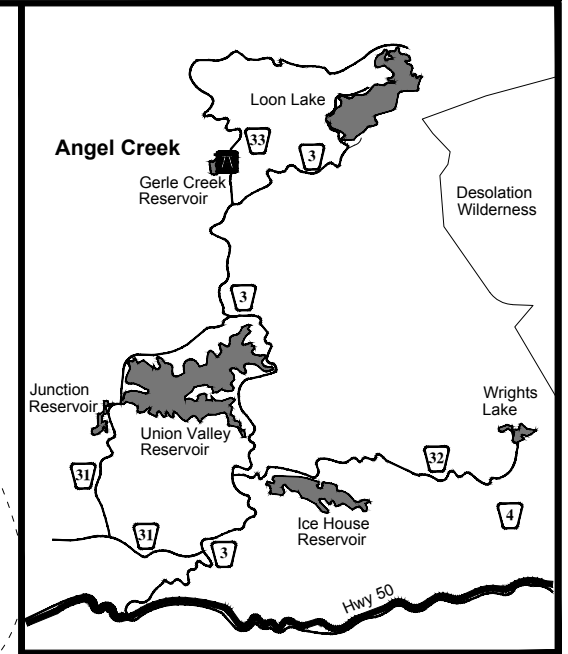 Loon Lake
Angel Creek
33
3
Gerle Creek
Reservoir
Desolation
Wilderness
3
Junction
Reservoir
Wrights
Lake
Union Valley
Reservoir
32
31
Ice House
Reservoir
4
31
3
Hwy 50